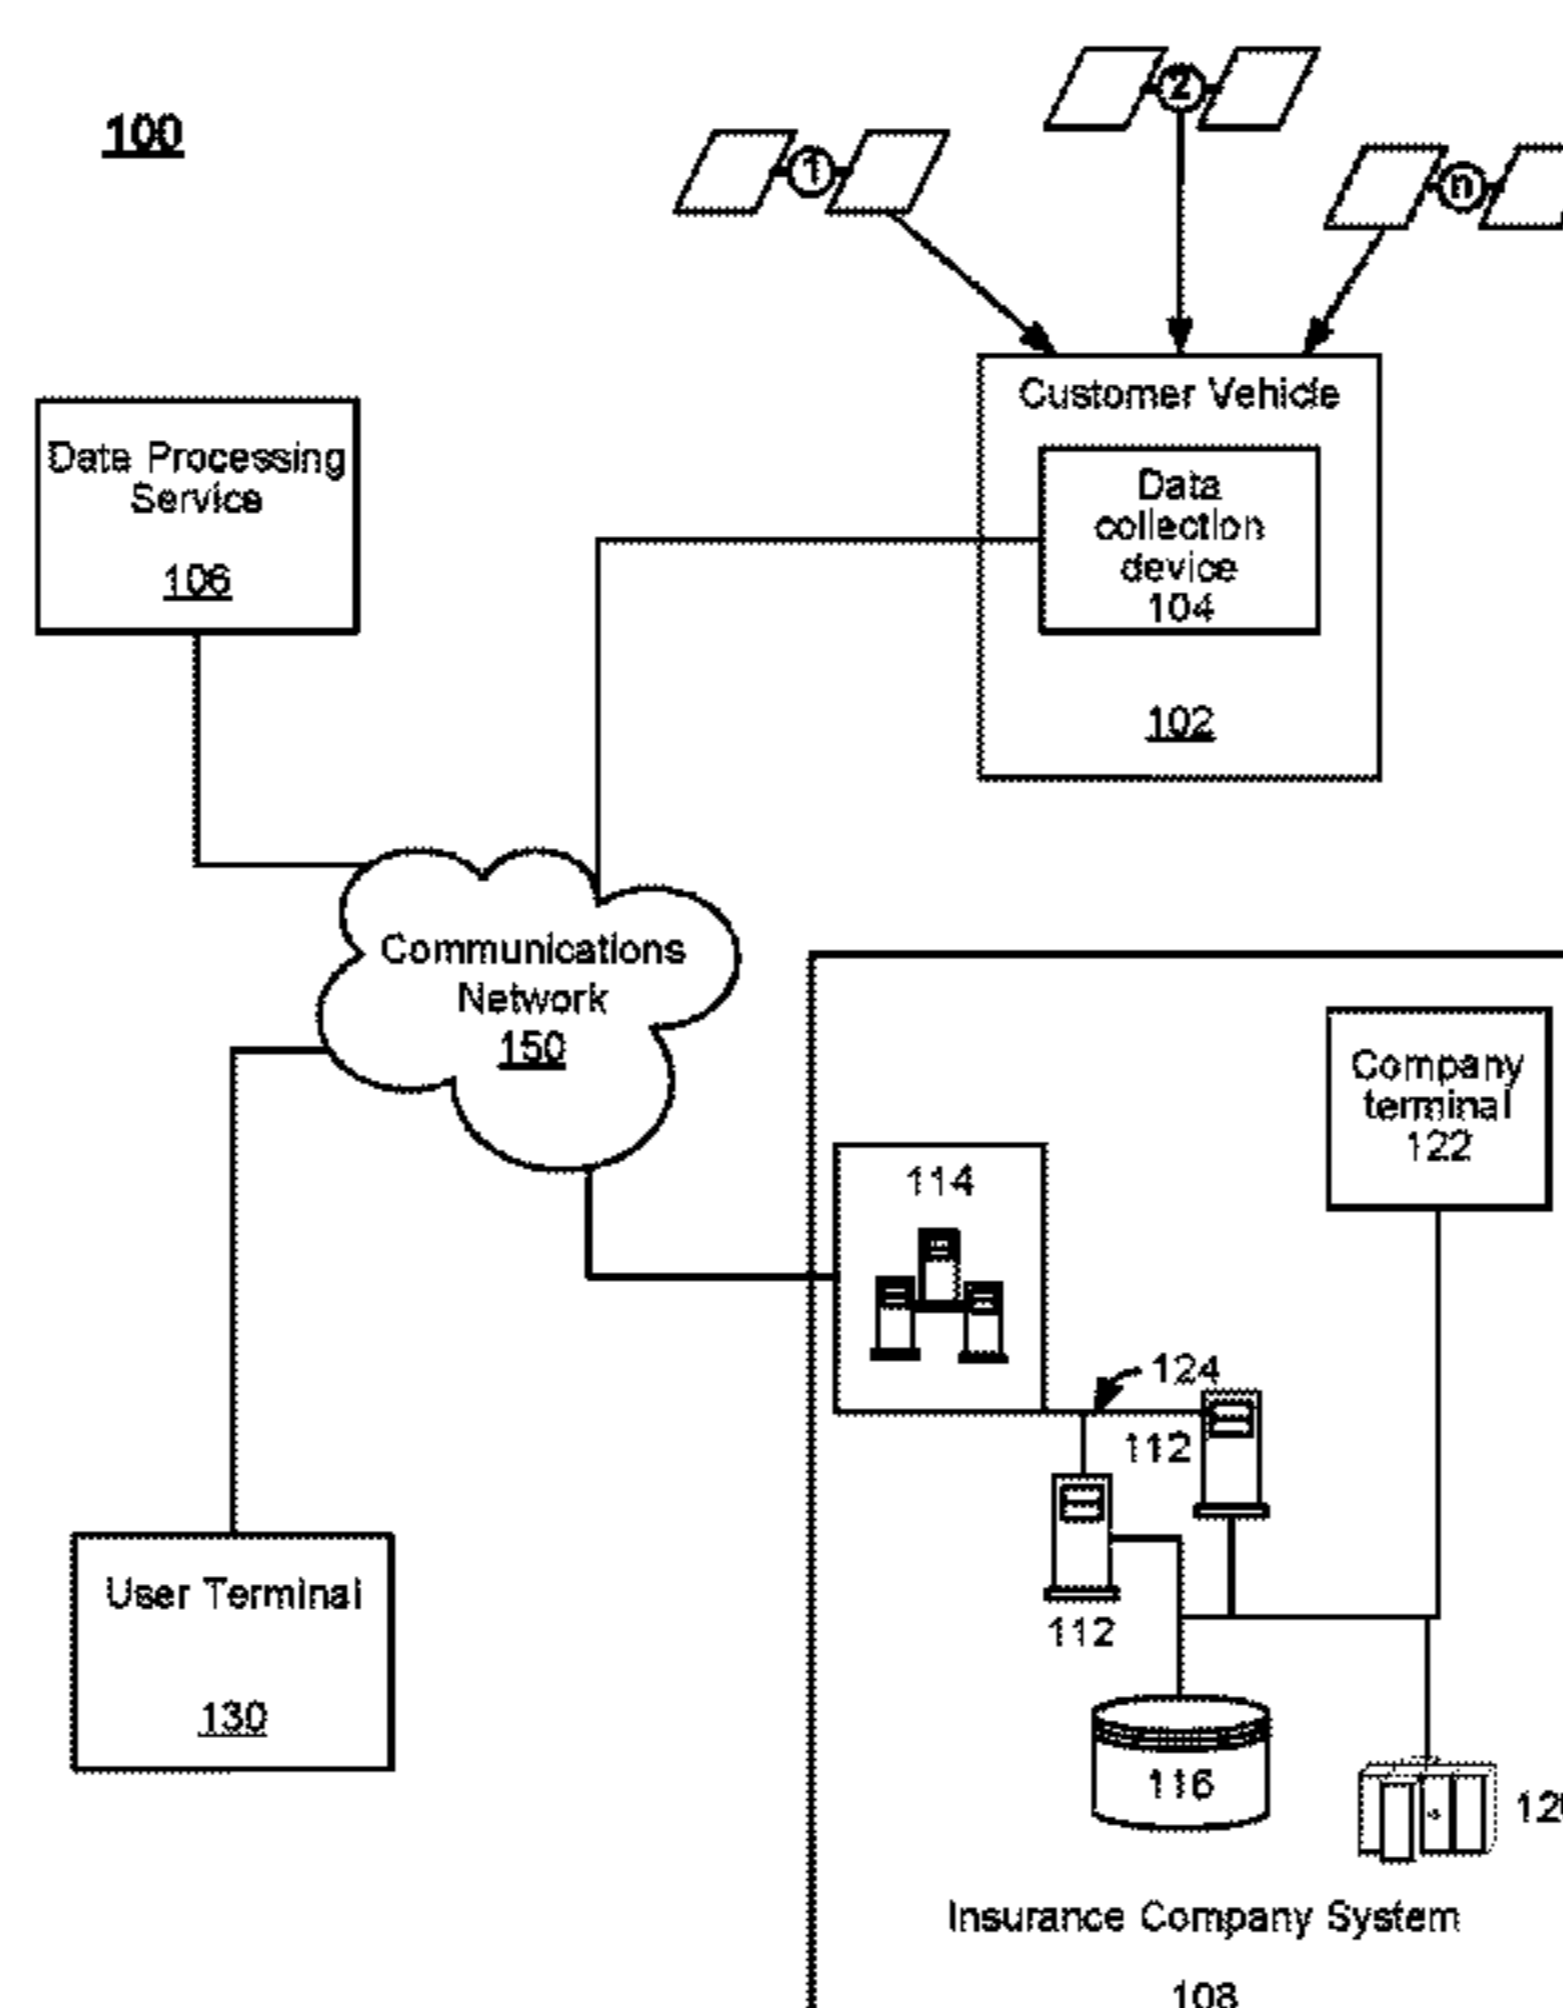 100
1
2
n
Customer Vehicle
Data
collection
device
104
102
Data Processing
Service
106
Communications
Network
150
Company
terminal
122
114
124
112
112
116
User Terminal
130
Insurance Company System
108